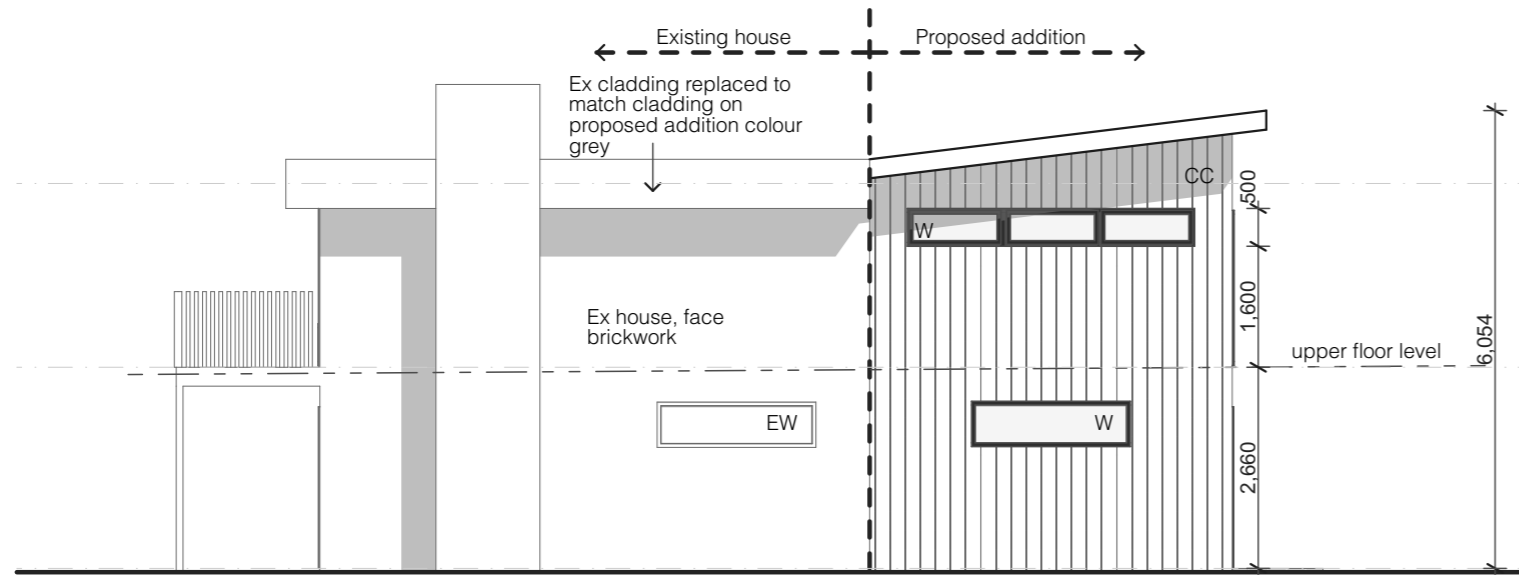 Existing house
Proposed addition
Ex cladding replaced to
match cladding on
proposed addition colour
grey
CC
500
W
1,600
Ex house, face
brickwork
6,054
upper floor level
EW
W
2,660